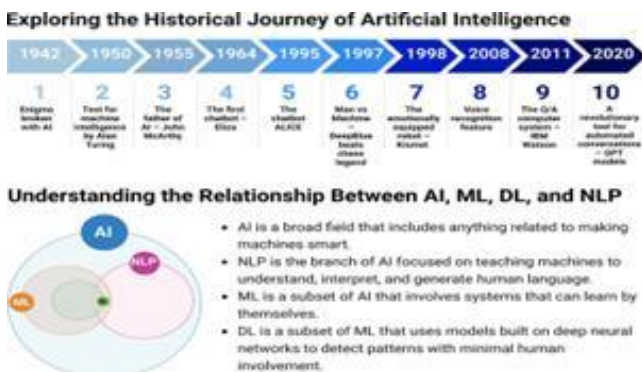 Exploring the Historical Journey of Artificial Intelligence
1942 1950 1955 1964 1995 1997 1998 2008 2011 2020
1 2 3 4 5 6 7 8 9 10
Enigma
broken
with AI
Test for
machine
intelligence
by Alan
Turing
The
father of
AI – John
McArthy
The first
chatbot –
Eliza
The
chatbot
ALICE
Man vs
Machine –
DeepBlue
beats
chess
legend
The
emotionally
equipped
robot –
Kismet
Voice
recognition
feature
The Q/A
computer
system – IBM
Watson
A
revolutionary
tool for
automated
conversations
– GPT
models
Understanding the Relationship Between AI, ML, DL, and NLP
AI
NLP
ML
• AI is a broad field that includes anything related to making
machines smart.
• NLP is the branch of AI focused on teaching machines to
understand, interpret, and generate human language.
• ML is a subset of AI that involves systems that can learn by
themselves.
• DL is a subset of ML that uses models built on deep neural
networks to detect patterns with minimal human
involvement.